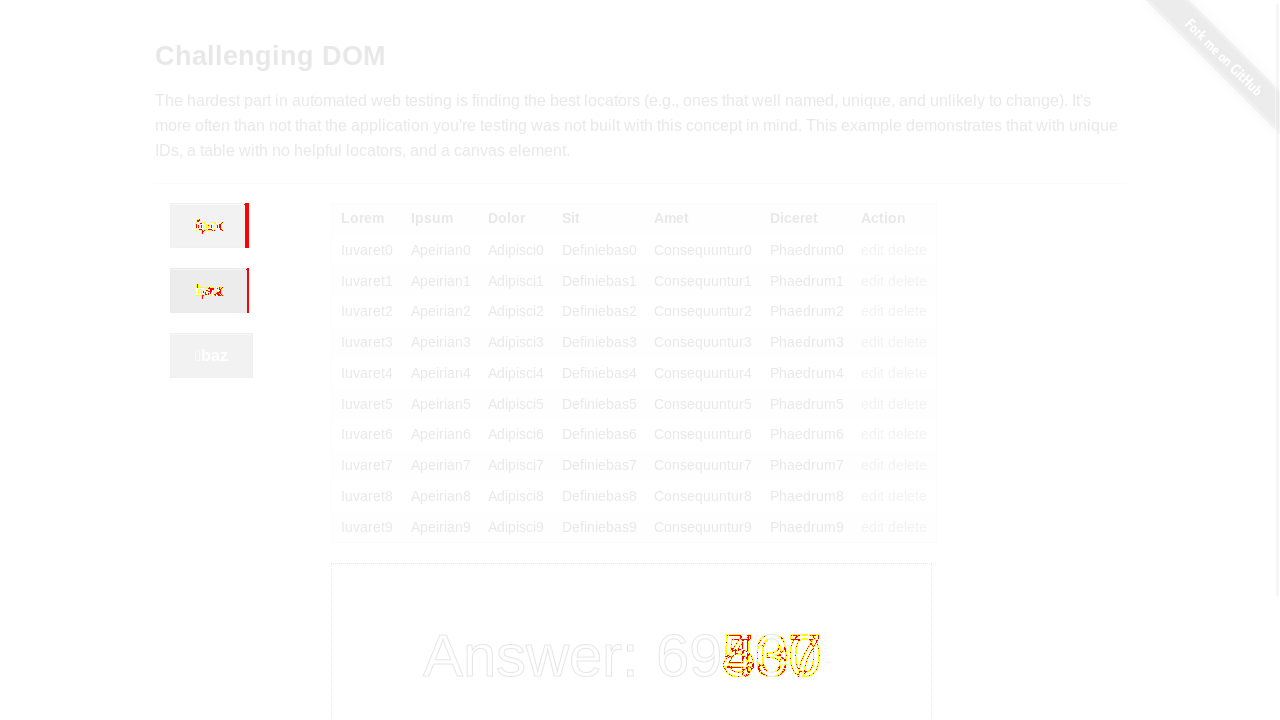 Fork me on GitHub
Challenging DOM
The hardest part in automated web testing is finding the best locators (e.g., ones that well named, unique, and unlikely to change). It's
more often than not that the application you're testing was not built with this concept in mind. This example demonstrates that with unique
IDs, a table with no helpful locators, and a canvas element.
baz
Lorem Ipsum Dolor Sit Amet Diceret Action
Iuvaret0 Apeirian0 Adipisci0 Definiebas0 Consequuntur0 Phaedrum0 edit delete
Iuvaret1 Apeirian1 Adipisci1 Definiebas1 Consequuntur1 Phaedrum1 edit delete
Iuvaret2 Apeirian2 Adipisci2 Definiebas2 Consequuntur2 Phaedrum2 edit delete
Iuvaret3 Apeirian3 Adipisci3 Definiebas3 Consequuntur3 Phaedrum3 edit delete
Iuvaret4 Apeirian4 Adipisci4 Definiebas4 Consequuntur4 Phaedrum4 edit delete
Iuvaret5 Apeirian5 Adipisci5 Definiebas5 Consequuntur5 Phaedrum5 edit delete
Iuvaret6 Apeirian6 Adipisci6 Definiebas6 Consequuntur6 Phaedrum6 edit delete
Iuvaret7 Apeirian7 Adipisci7 Definiebas7 Consequuntur7 Phaedrum7 edit delete
Iuvaret8 Apeirian8 Adipisci8 Definiebas8 Consequuntur8 Phaedrum8 edit delete
Iuvaret9 Apeirian9 Adipisci9 Definiebas9 Consequuntur9 Phaedrum9 edit delete
Answer: